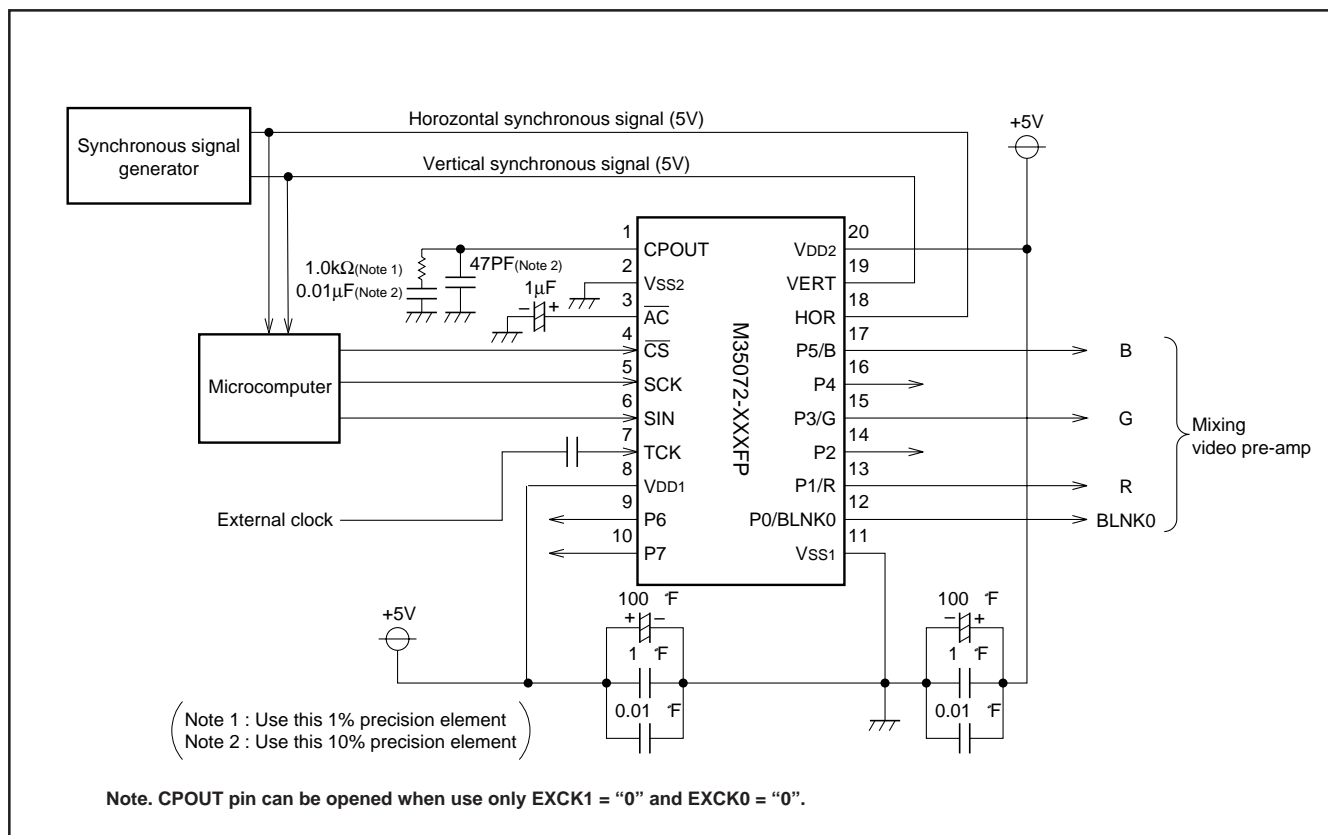 Horozontal synchronous signal (5V)
Synchronous signal
generator
Vertical synchronous signal (5V)
+5V
1.0kΩ(Note 1)
0.01μF(Note 2)
47PF(Note 2)
1μF
− +
1 CPOUT
2 VSS2
3 AC
4 CS
5 SCK
6 SIN
7 TCK
8 VDD1
9 P6
10 P7
M35072-XXXFP
20 VDD2
19 VERT
18 HOR
17 P5/B
16 P4
15 P3/G
14 P2
13 P1/R
12 P0/BLNK0
11 VSS1
Microcomputer
External clock
B
G
R
BLNK0
Mixing
video pre-amp
+5V
100 F
+ −
1 F
0.01 F
100 F
− +
1 F
0.01 F
Note 1 : Use this 1% precision element
Note 2 : Use this 10% precision element
Note. CPOUT pin can be opened when use only EXCK1 = “0” and EXCK0 = “0”.